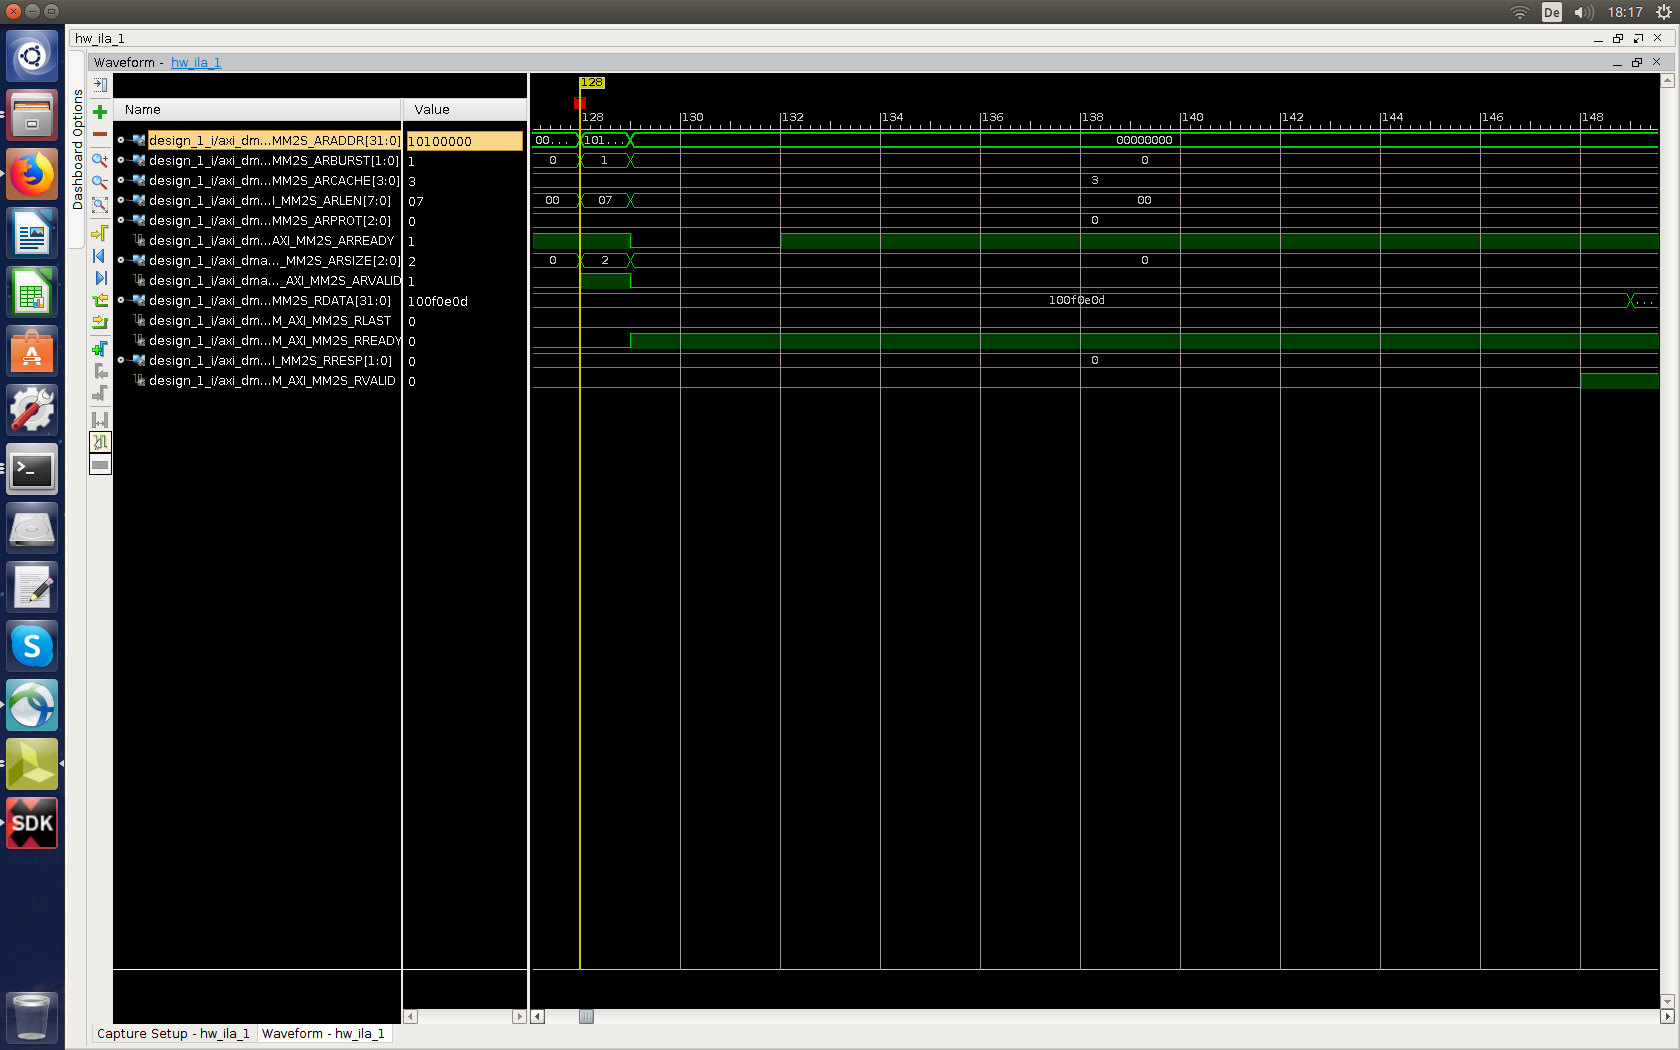 De 18:17
hw_ila_1
Dashboard Options
Waveform - hw_ila_1
Name Value
128
128 130 132 134 136 138 140 142 144 146 148
design_1_i/axi_dm...MM2S_ARADDR[31:0] 10100000 00... 101... 00000000
design_1_i/axi_dm...MM2S_ARBURST[1:0] 1 0 1 0
design_1_i/axi_dm...MM2S_ARCACHE[3:0] 3 3
design_1_i/axi_dm...I_MM2S_ARLEN[7:0] 07 00 07 00
design_1_i/axi_dm...MM2S_ARPROT[2:0] 0 0
design_1_i/axi_dm...AXI_MM2S_ARREADY 1
design_1_i/axi_dma..._MM2S_ARSIZE[2:0] 2 0 2 0
design_1_i/axi_dma..._AXI_MM2S_ARVALID 1
design_1_i/axi_dm...MM2S_RDATA[31:0] 100f0e0d 100f0e0d ...
design_1_i/axi_dm...M_AXI_MM2S_RLAST 0
design_1_i/axi_dm...M_AXI_MM2S_RREADY 0
design_1_i/axi_dm...I_MM2S_RRESP[1:0] 0 0
design_1_i/axi_dm...M_AXI_MM2S_RVALID 0
SDK
Capture Setup - hw_ila_1 Waveform - hw_ila_1